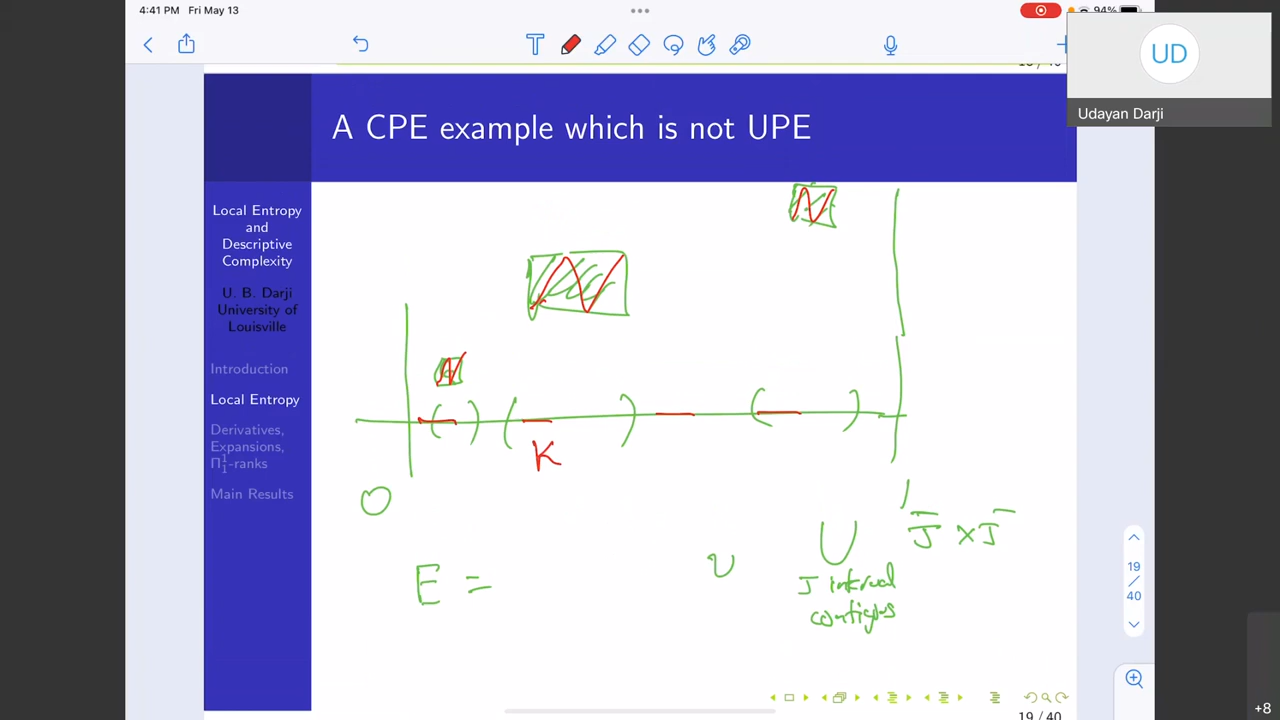 4:41 PM Fri May 13
94%
UD
Udayan Darji
A CPE example which is not UPE
Local Entropy
and
Descriptive
Complexity
U. B. Darji
University of
Louisville
Introduction
Local Entropy
Derivatives,
Expansions,
Π¹₁-ranks
Main Results
K
0
1
E =
∪
∪
J̄ × J̄
J interval
contiguous
19
/
40
19 / 40
+8